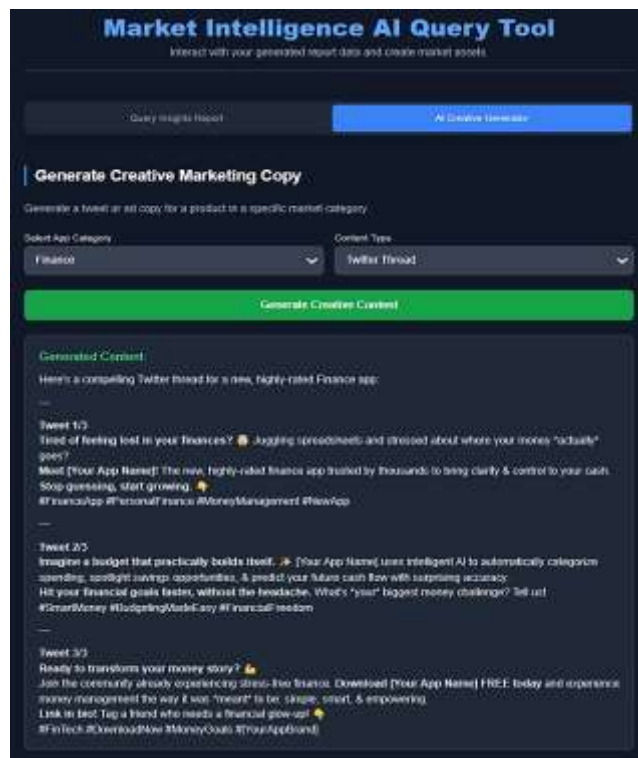 Market Intelligence AI Query Tool
Interact with your generated report data and create market assets.
Query Insights Report
AI Creative Generator
Generate Creative Marketing Copy
Generate a tweet or ad copy for a product in a specific market category.
Select App Category
Content Type
Finance
Twitter Thread
Generate Creative Content
Generated Content:
Here's a compelling Twitter thread for a new, highly-rated Finance app:
---
Tweet 1/3
Tired of feeling lost in your finances? 🤯 Juggling spreadsheets and stressed about where your money *actually*
goes?
Meet [Your App Name]! The new, highly-rated finance app trusted by thousands to bring clarity & control to your cash.
Stop guessing, start growing. 👇
#FinanceApp #PersonalFinance #MoneyManagement #NewApp
---
Tweet 2/3
Imagine a budget that practically builds itself. ✨ [Your App Name] uses intelligent AI to automatically categorize
spending, spotlight savings opportunities, & predict your future cash flow with surprising accuracy.
Hit your financial goals faster, without the headache. What's *your* biggest money challenge? Tell us!
#SmartMoney #BudgetingMadeEasy #FinancialFreedom
---
Tweet 3/3
Ready to transform your money story? 💪
Join the community already experiencing stress-free finance. Download [Your App Name] FREE today and experience
money management the way it was *meant* to be: simple, smart, & empowering.
Link in bio! Tag a friend who needs a financial glow-up! 👇
#FinTech #DownloadNow #MoneyGoals #[YourAppBrand]